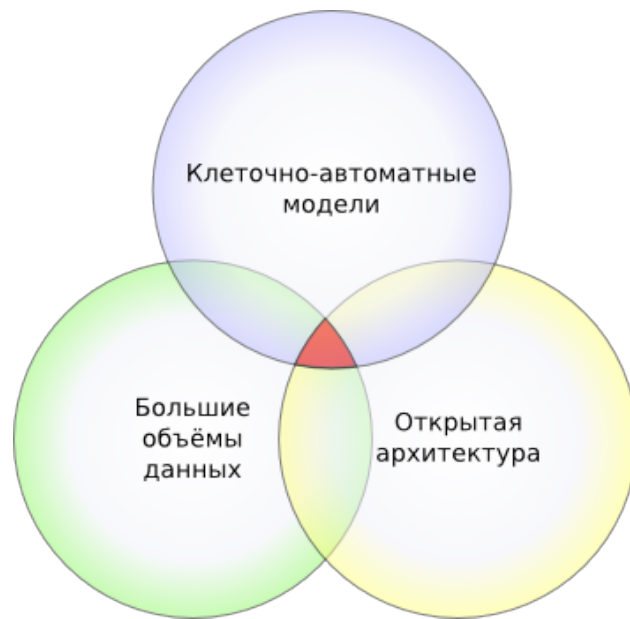 Клеточно-автоматные
модели
Большие
объёмы
данных
Открытая
архитектура